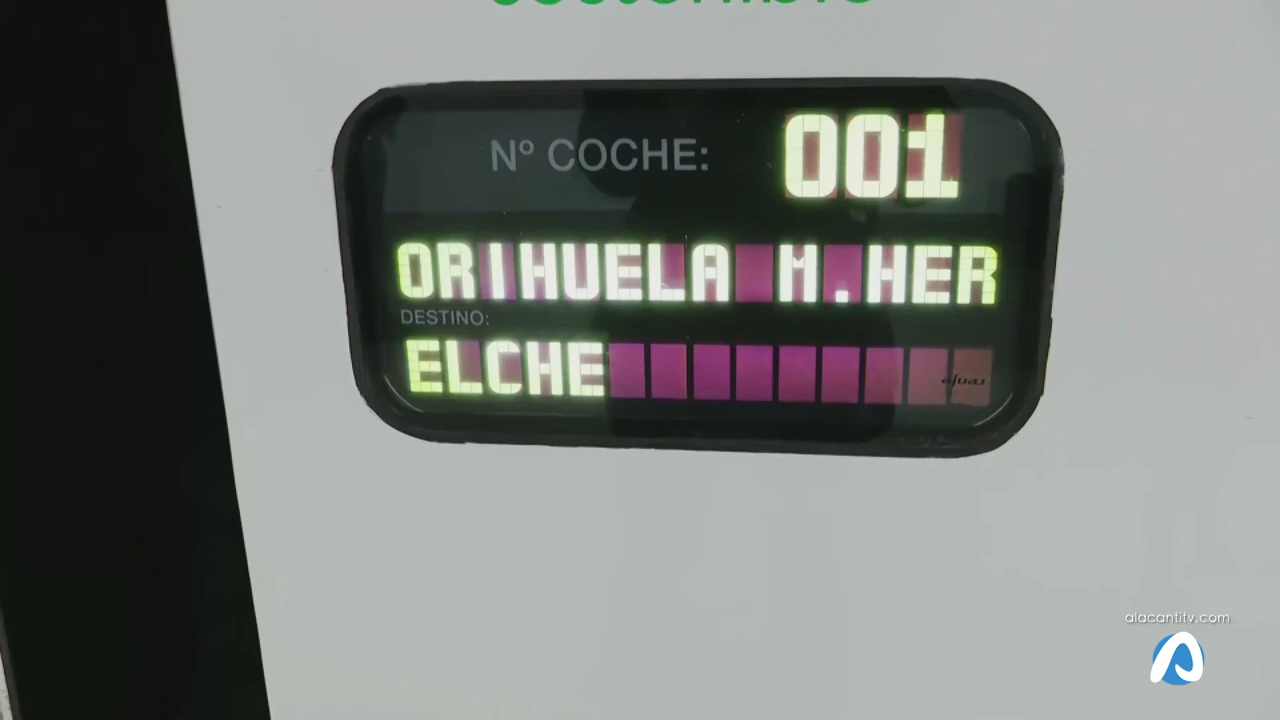 Nº COCHE: 001
ORIHUELA M.HER
DESTINO:
ELCHE
alacantitv.com